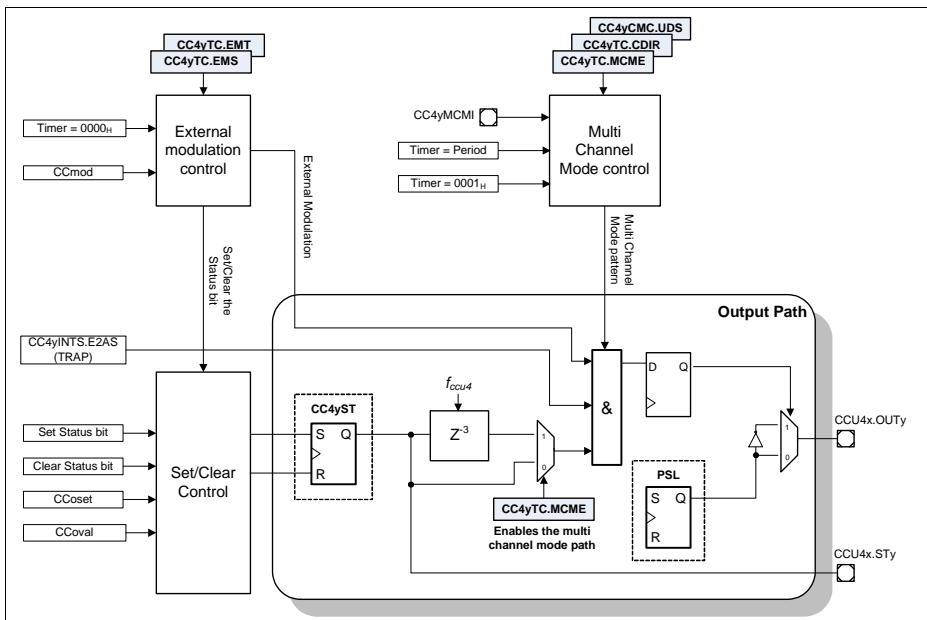 CC4yTC.EMT
CC4yTC.EMS
CC4yCMC.UDS
CC4yTC.CDIR
CC4yTC.MCME
Timer = 0000H
CCmod
External
modulation
control
CC4yMCMI
Timer = Period
Timer = 0001H
Multi
Channel
Mode control
External Modulation
Set/Clear the
Status bit
Multi Channel
Mode pattern
Output Path
CC4yINTS.E2AS
(TRAP)
Set Status bit
Clear Status bit
CCoset
CCoval
Set/Clear
Control
CC4yST
S Q
R
fccu4
Z-3
1
0
CC4yTC.MCME
Enables the multi
channel mode path
&
D Q
PSL
S Q
R
1
0
CCU4x.OUTy
CCU4x.STy